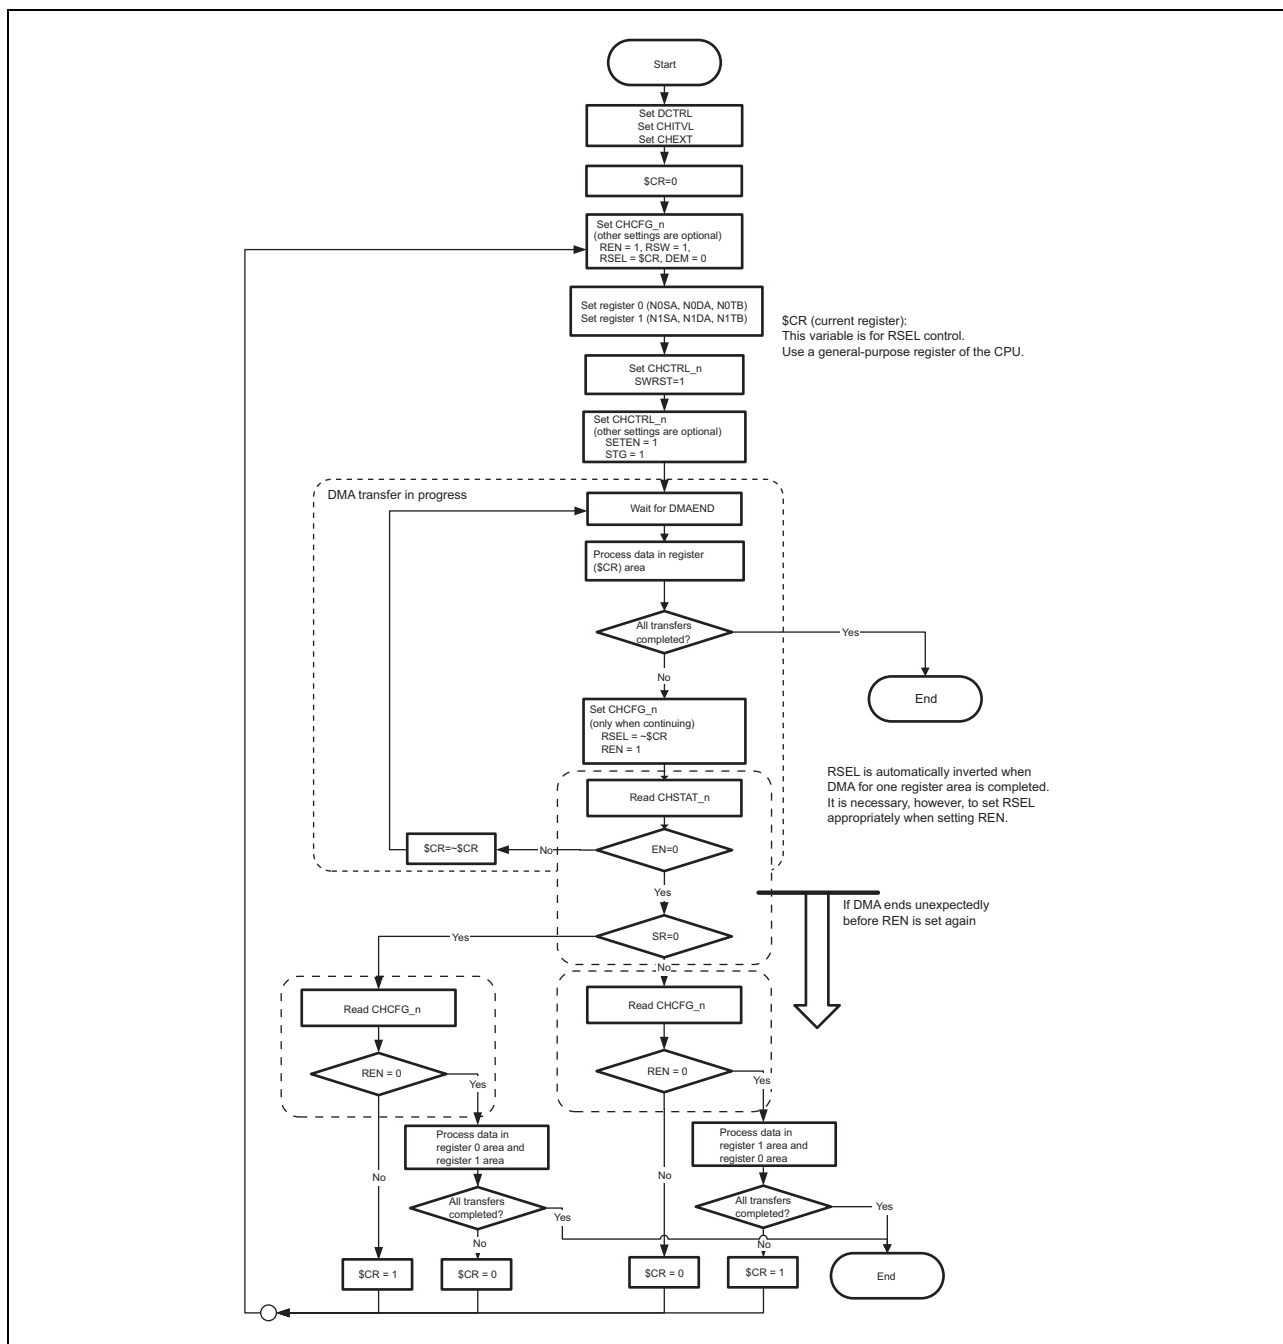 Start
Set DCTRL
Set CHITVL
Set CHEXT
$CR=0
Set CHCFG_n
(other settings are optional)
REN = 1, RSW = 1,
RSEL = $CR, DEM = 0
Set register 0 (N0SA, N0DA, N0TB)
Set register 1 (N1SA, N1DA, N1TB)
$CR (current register):
This variable is for RSEL control.
Use a general-purpose register of the CPU.
Set CHCTRL_n
SWRST=1
Set CHCTRL_n
(other settings are optional)
SETEN = 1
STG = 1
DMA transfer in progress
Wait for DMAEND
Process data in register
($CR) area
All transfers
completed?
Yes
No
End
Set CHCFG_n
(only when continuing)
RSEL = ~$CR
REN = 1
RSEL is automatically inverted when
DMA for one register area is completed.
It is necessary, however, to set RSEL
appropriately when setting REN.
Read CHSTAT_n
$CR=~$CR
No
EN=0
Yes
If DMA ends unexpectedly
before REN is set again
Yes
SR=0
No
Read CHCFG_n
Read CHCFG_n
REN = 0
Yes
REN = 0
Yes
Process data in
register 0 area and
register 1 area
Process data in
register 1 area and
register 0 area
No
No
All transfers
completed?
Yes
All transfers
completed?
Yes
No
No
$CR = 1
$CR = 0
$CR = 0
$CR = 1
End